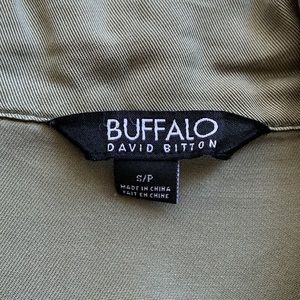 BUFFALO
DAVID BITTON
S/P
MADE IN CHINA
FAIT EN CHINE